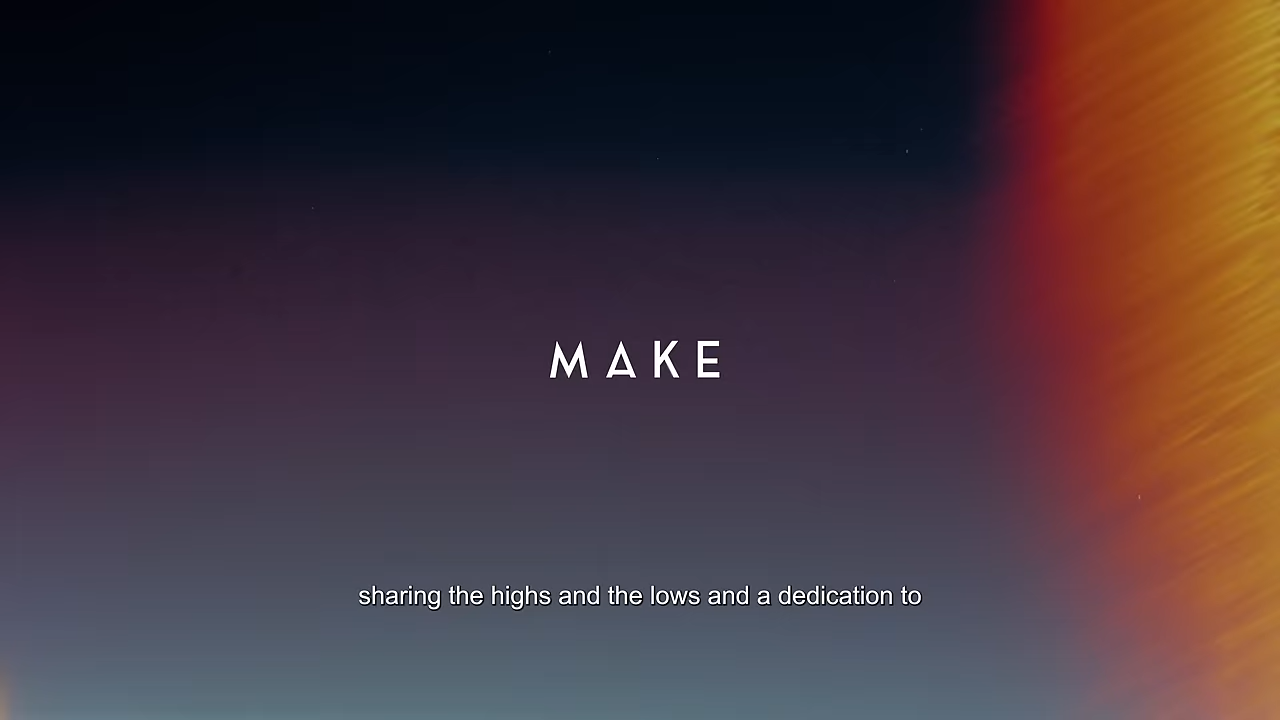 MAKE
sharing the highs and the lows and a dedication to